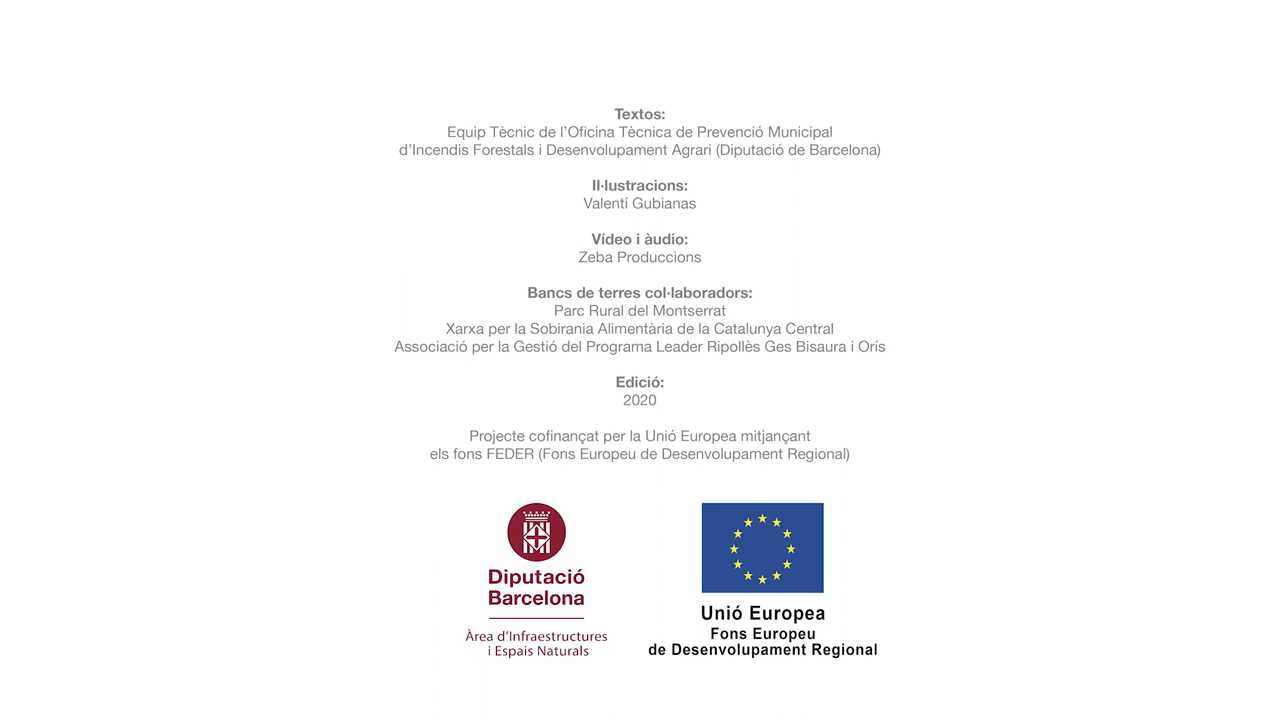 Textos:
Equip Tècnic de l’Oficina Tècnica de Prevenció Municipal
d’Incendis Forestals i Desenvolupament Agrari (Diputació de Barcelona)
Il·lustracions:
Valentí Gubianas
Vídeo i àudio:
Zeba Produccions
Bancs de terres col·laboradors:
Parc Rural del Montserrat
Xarxa per la Sobirania Alimentària de la Catalunya Central
Associació per la Gestió del Programa Leader Ripollès Ges Bisaura i Orís
Edició:
2020
Projecte cofinançat per la Unió Europea mitjançant
els fons FEDER (Fons Europeu de Desenvolupament Regional)
Diputació
Barcelona
Àrea d’Infraestructures
i Espais Naturals
Unió Europea
Fons Europeu
de Desenvolupament Regional